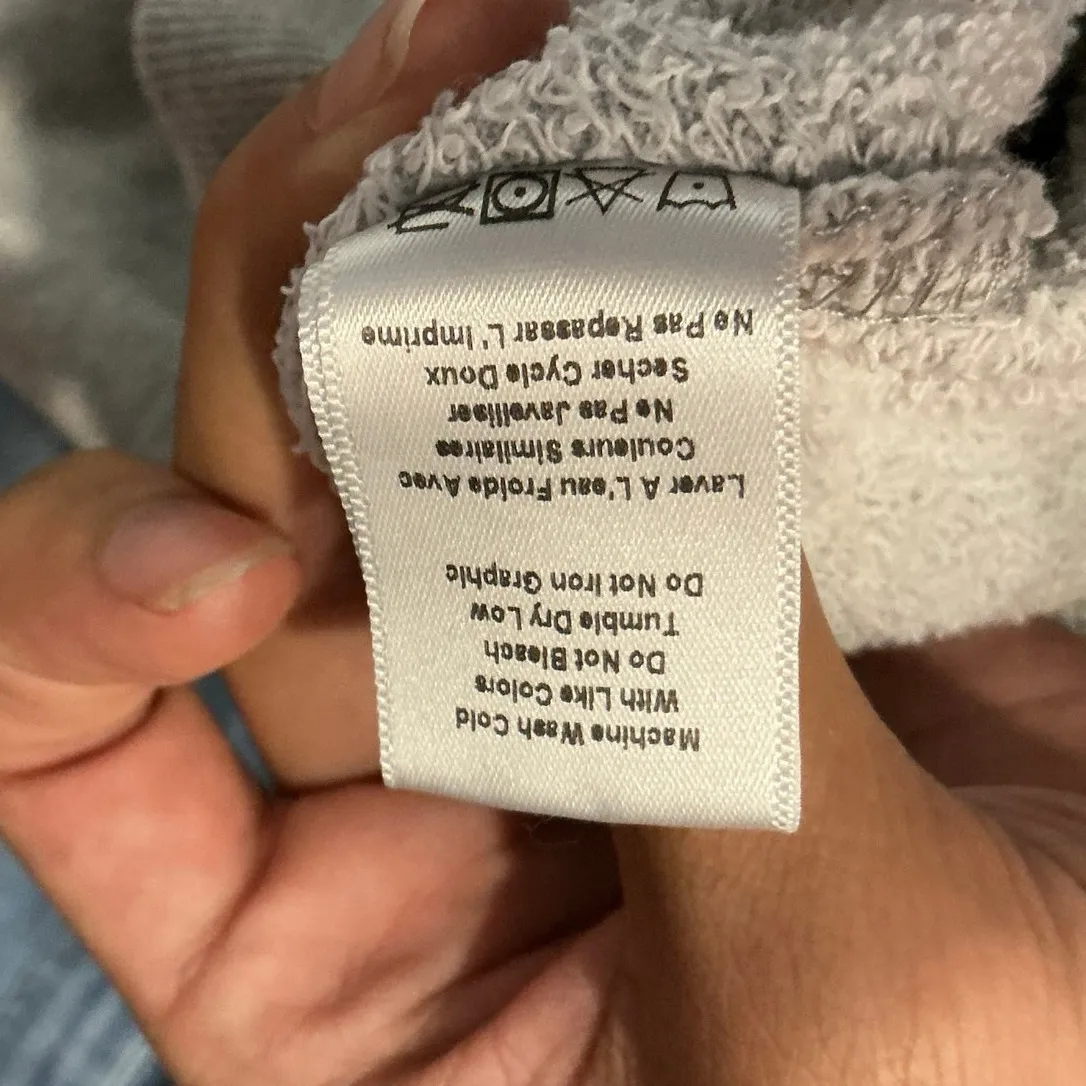 Machine Wash Cold
With Like Colors
Do Not Bleach
Tumble Dry Low
Do Not Iron Graphic
Laver A L'eau Froide Avec
Couleurs Similaires
Ne Pas Javelliser
Secher Cycle Doux
Ne Pas Repassar L' Imprime